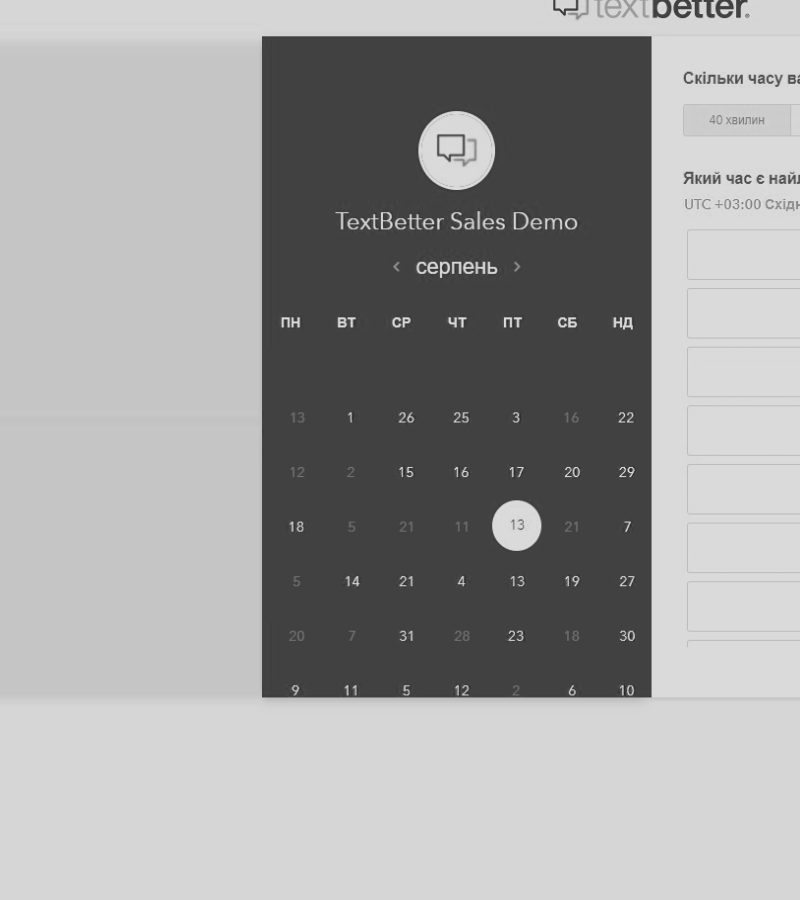 textbetter.
TextBetter Sales Demo
‹ серпень ›
ПН ВТ СР ЧТ ПТ СБ НД
13 1 26 25 3 16 22
12 2 15 16 17 20 29
18 5 21 11 13 21 7
5 14 21 4 13 19 27
20 7 31 28 23 18 30
9 11 5 12 2 6 10
Скільки часу
40 хвилин
Який час є
UTC +03:00